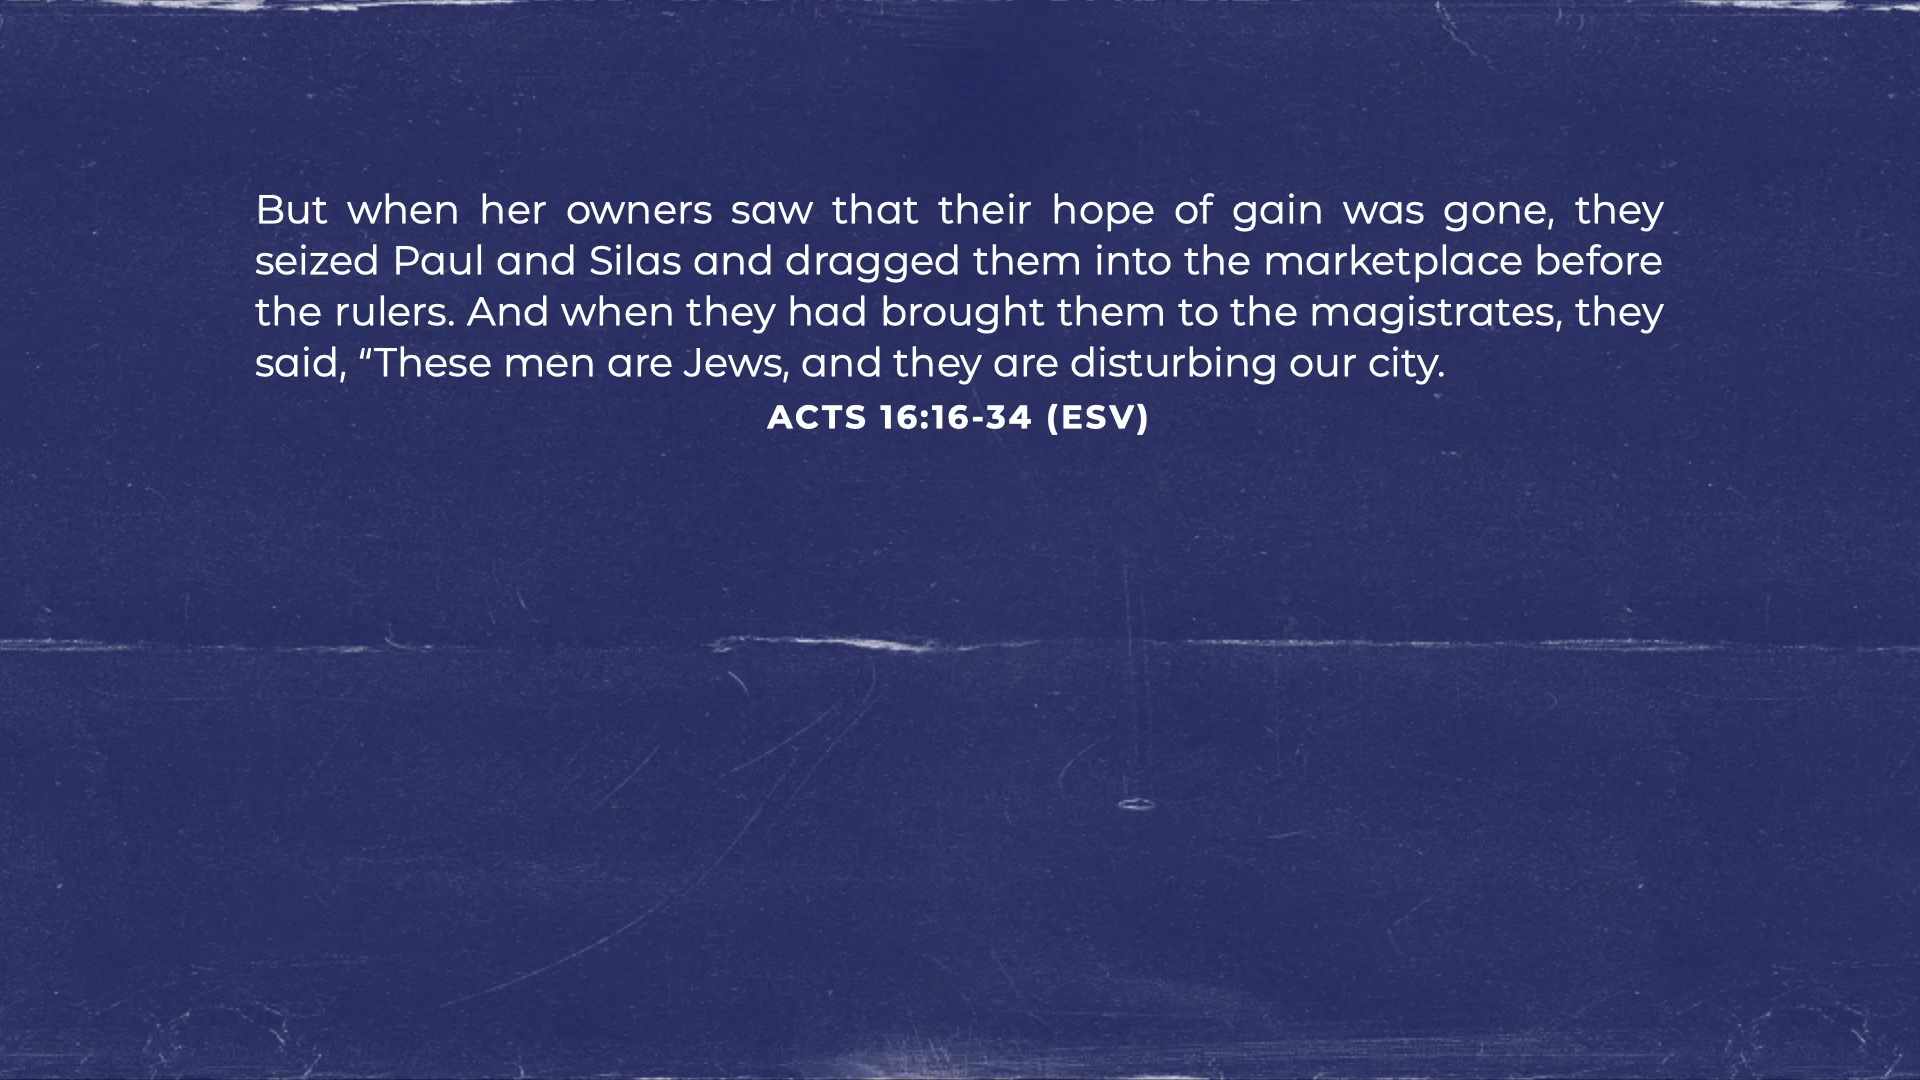 But when her owners saw that their hope of gain was gone, they
seized Paul and Silas and dragged them into the marketplace before
the rulers. And when they had brought them to the magistrates, they
said, “These men are Jews, and they are disturbing our city.
ACTS 16:16-34 (ESV)